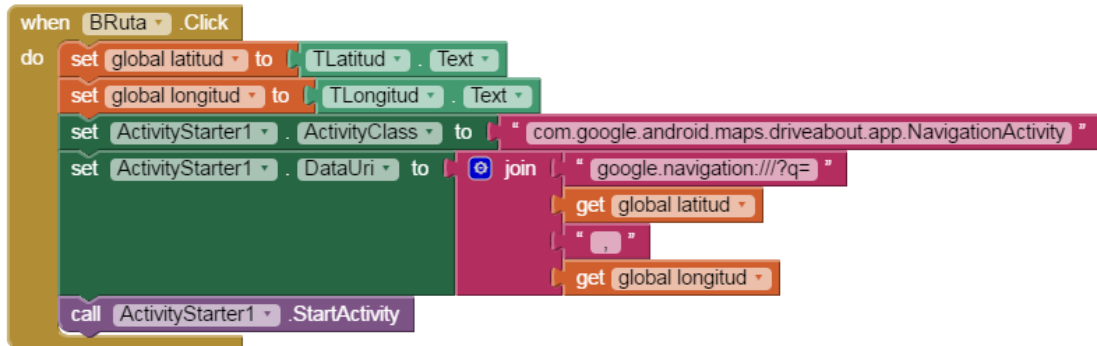 when BRuta .Click
do set global latitud to TLatitud . Text
set global longitud to TLongitud . Text
set ActivityStarter1 . ActivityClass to " com.google.android.maps.driveabout.app.NavigationActivity "
set ActivityStarter1 . DataUri to join " google.navigation:///?q= "
get global latitud
" , "
get global longitud
call ActivityStarter1 .StartActivity